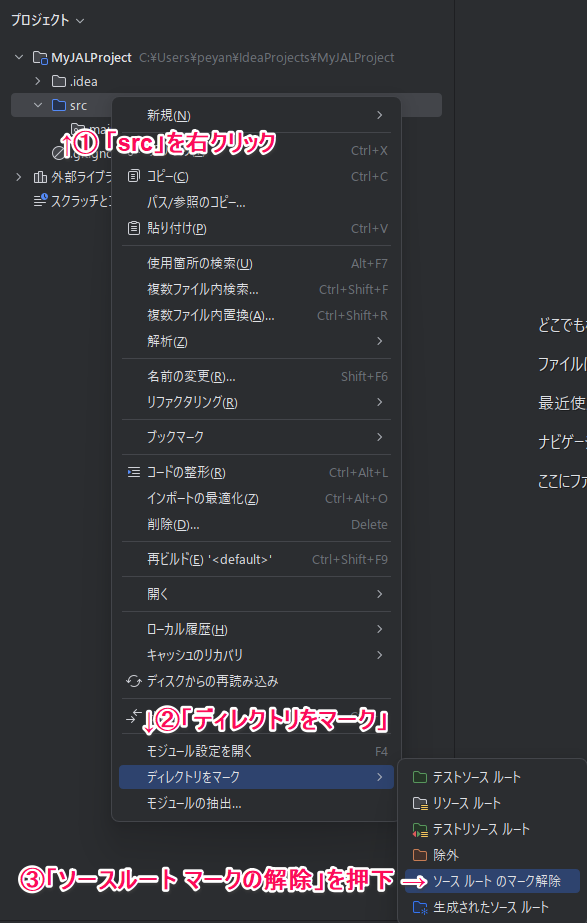 プロジェクト
MyJALProject C:¥Users¥peyan¥IdeaProjects¥MyJALProject
.idea
src
↑①「src」を右クリック
外部ライブラ
スクラッチと
新規(N)
Ctrl+X
コピー(C) Ctrl+C
パス/参照のコピー...
貼り付け(P) Ctrl+V
使用箇所の検索(U) Alt+F7
複数ファイル内検索... Ctrl+Shift+F
複数ファイル内置換(A)... Ctrl+Shift+R
解析(Z)
名前の変更(R)... Shift+F6
リファクタリング(R)
ブックマーク
コードの整形(R) Ctrl+Alt+L
インポートの最適化(Z) Ctrl+Alt+O
削除(D)... Delete
再ビルド(E) '<default>' Ctrl+Shift+F9
開く
ローカル履歴(H)
キャッシュのリカバリ
ディスクからの再読み込み
↓②「ディレクトリをマーク」
モジュール設定を開く F4
ディレクトリをマーク
モジュールの抽出...
テストソース ルート
リソース ルート
テストリソース ルート
除外
ソース ルート のマーク解除
生成されたソース ルート
③「ソースルート マークの解除」を押下 →
どこでも
ファイル
最近使
ナビゲー
ここにファ